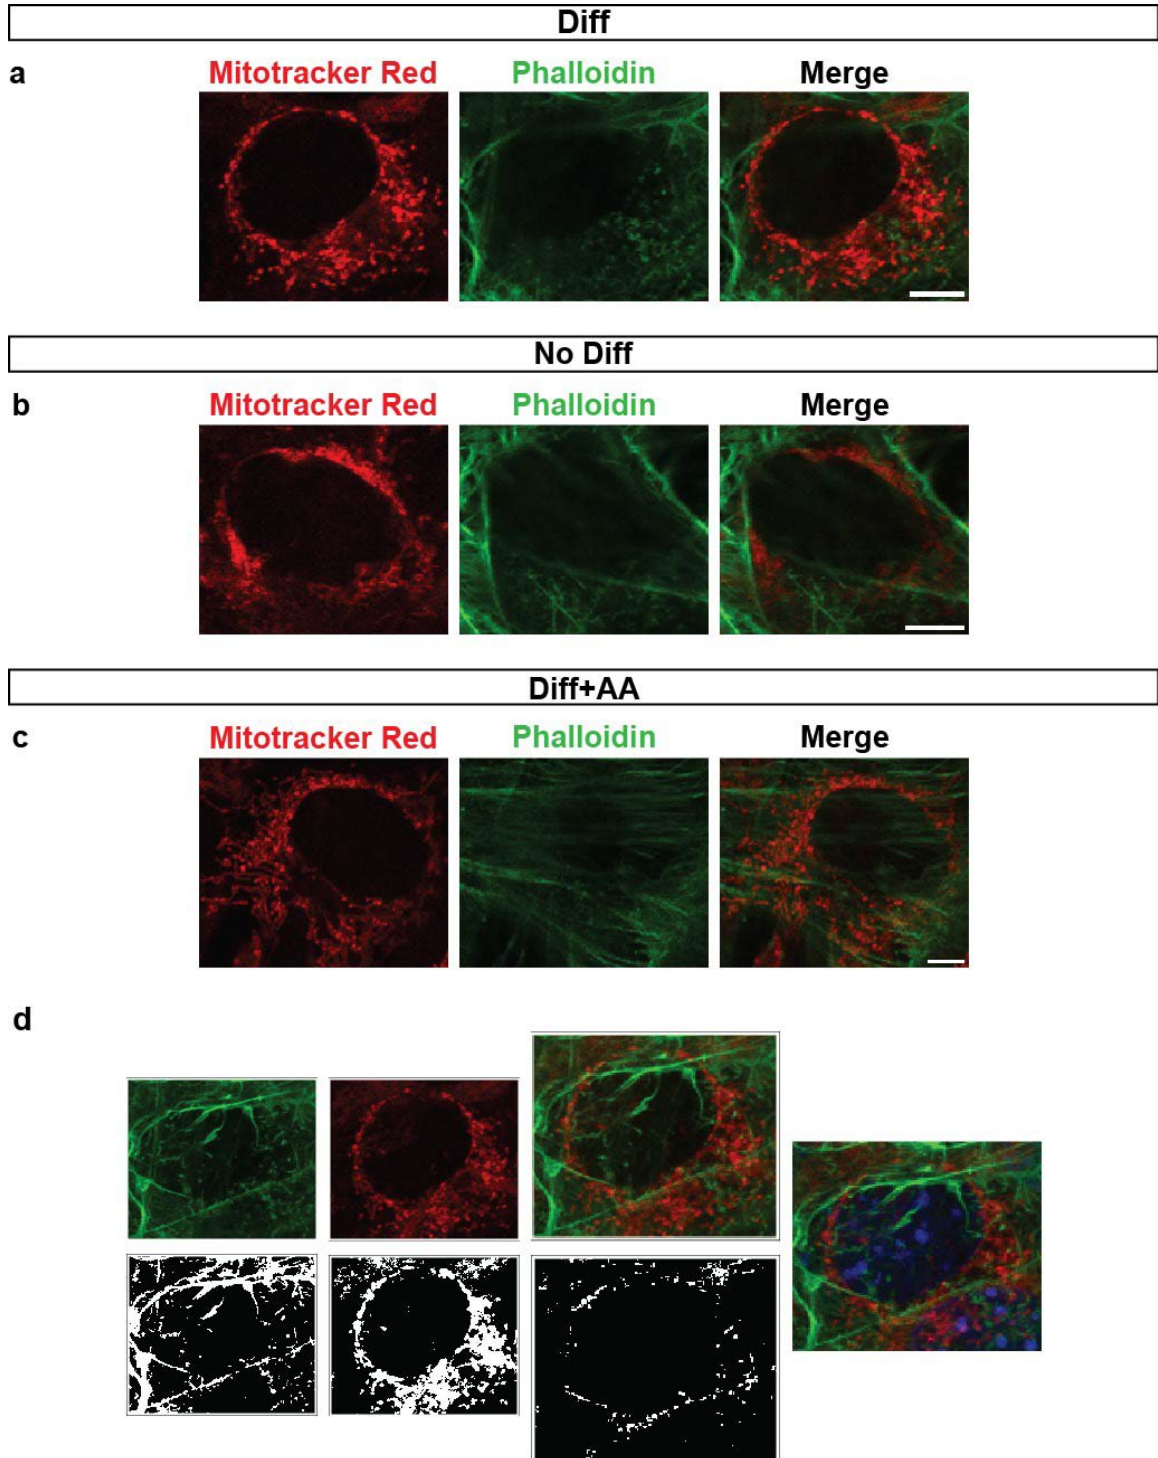 Diff
a
Mitotracker Red Phalloidin Merge
No Diff
b
Mitotracker Red Phalloidin Merge
Diff+AA
c
Mitotracker Red Phalloidin Merge
d